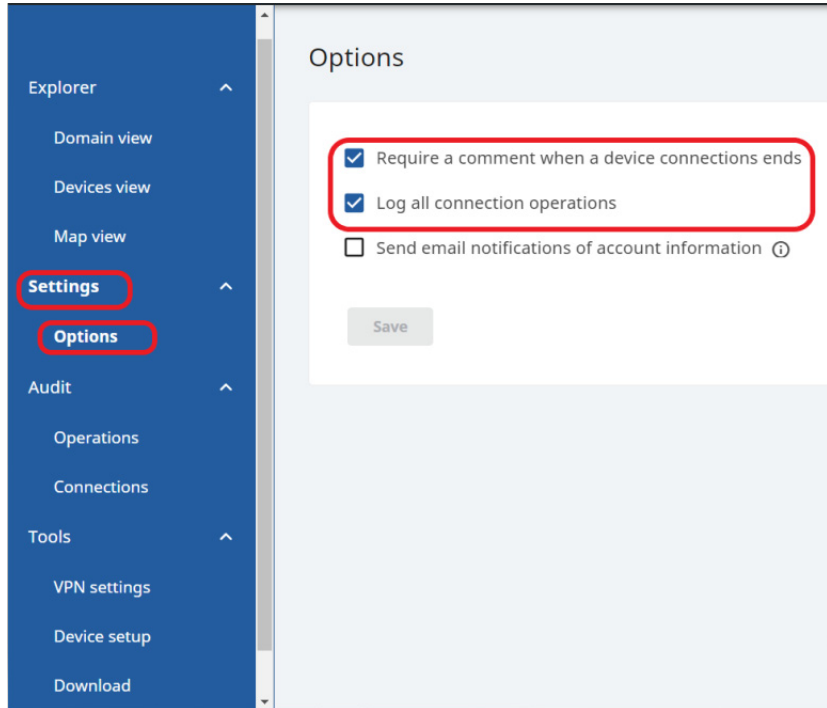 Explorer
Domain view
Devices view
Map view
Settings
Options
Audit
Operations
Connections
Tools
VPN settings
Device setup
Download
Options
Require a comment when a device connections ends
Log all connection operations
Send email notifications of account information
Save